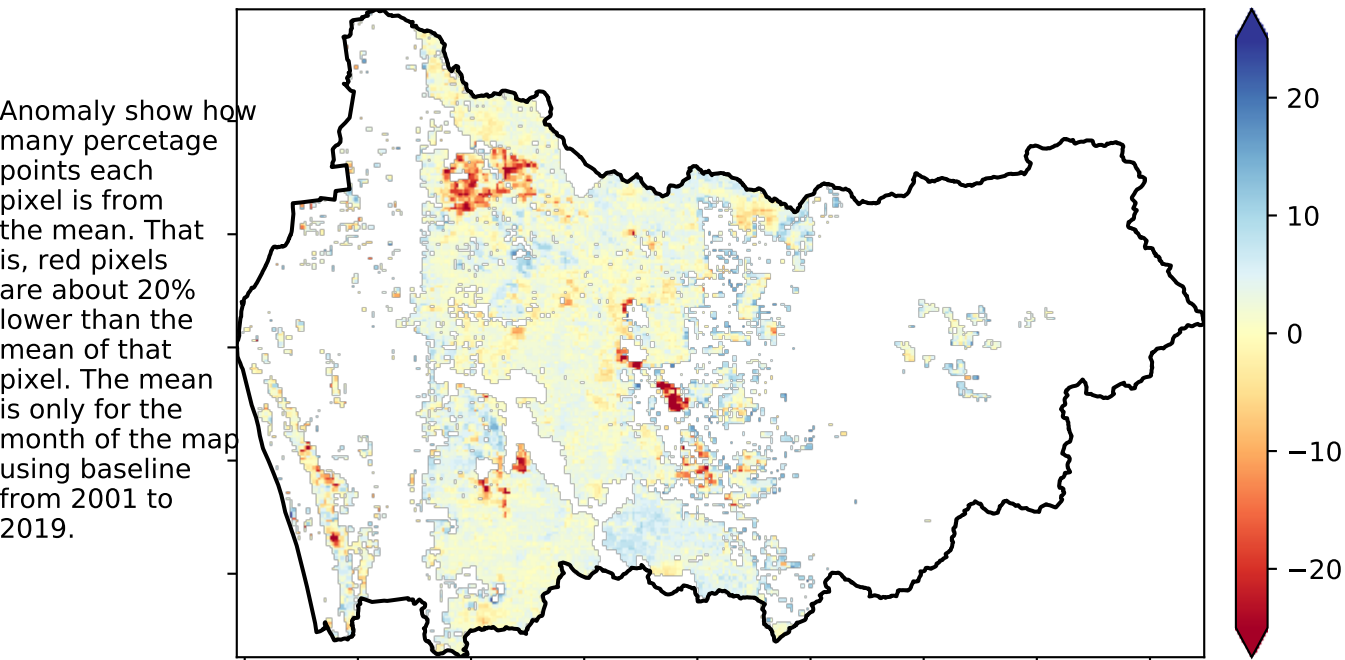 Anomaly show how
many percetage
points each
pixel is from
the mean. That
is, red pixels
are about 20%
lower than the
mean of that
pixel. The mean
is only for the
month of the map
using baseline
from 2001 to
2019.
20
10
0
−10
−20